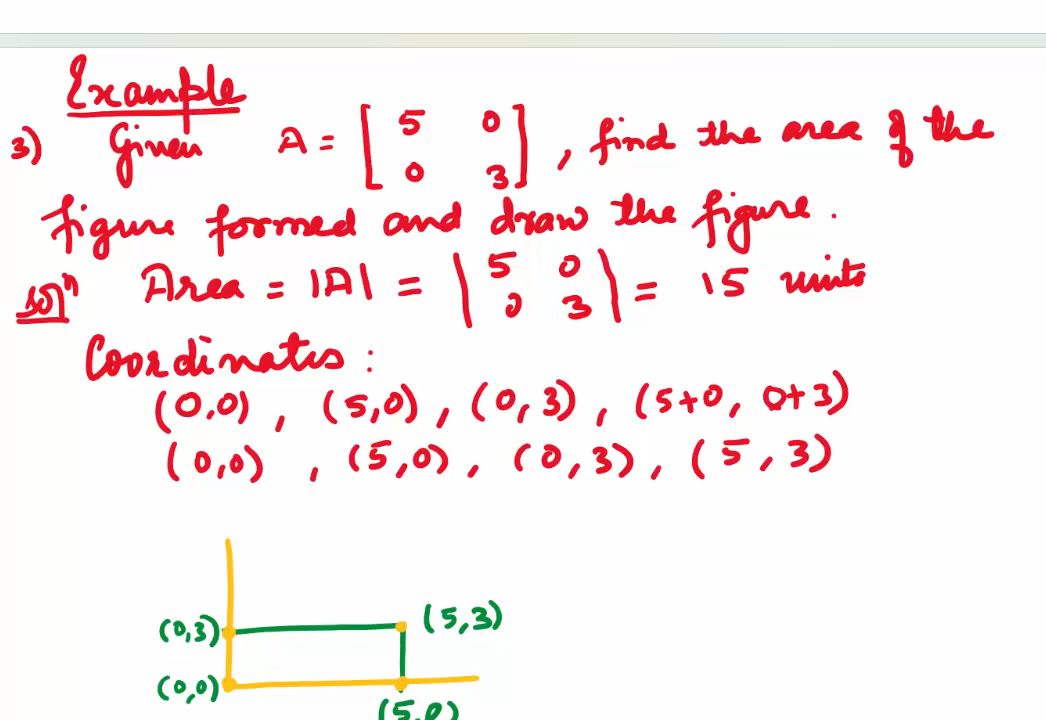 Example
3) Given A = [ 5 0
0 3 ] , find the area of the
figure formed and draw the figure.
Solⁿ Area = |A| = | 5 0
0 3 | = 15 units
Coordinates :
(0,0) , (5,0) , (0,3) , (5+0, 0+3)
(0,0) , (5,0) , (0,3) , (5,3)
(0,3) (5,3)
(0,0)
(5,0)